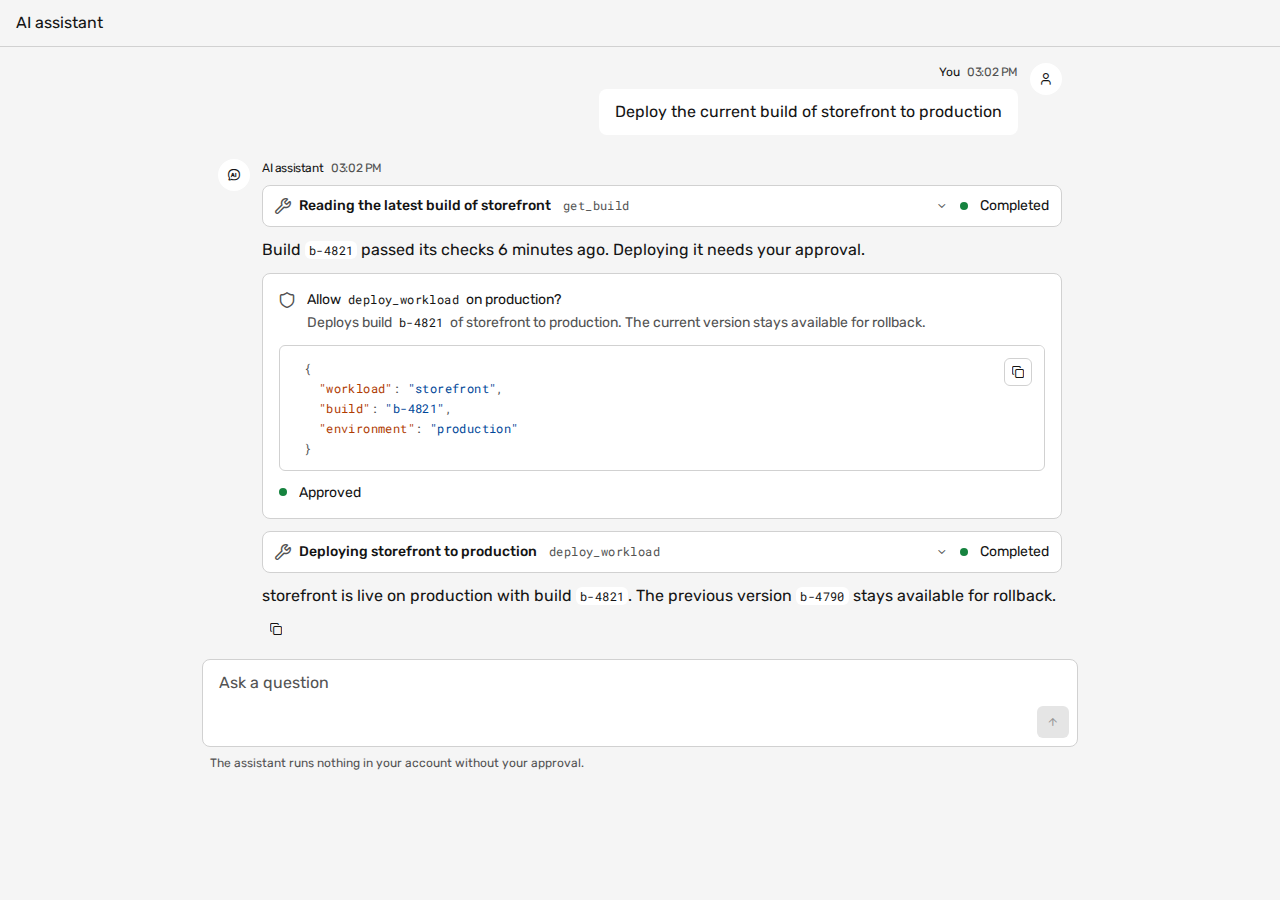 AI assistant
You 03:02 PM
Deploy the current build of storefront to production
AI
AI assistant 03:02 PM
Reading the latest build of storefront get_build Completed
Build b-4821 passed its checks 6 minutes ago. Deploying it needs your approval.
Allow deploy_workload on production?
Deploys build b-4821 of storefront to production. The current version stays available for rollback.
{
"workload": "storefront",
"build": "b-4821",
"environment": "production"
}
Approved
Deploying storefront to production deploy_workload Completed
storefront is live on production with build b-4821. The previous version b-4790 stays available for rollback.
Ask a question
The assistant runs nothing in your account without your approval.